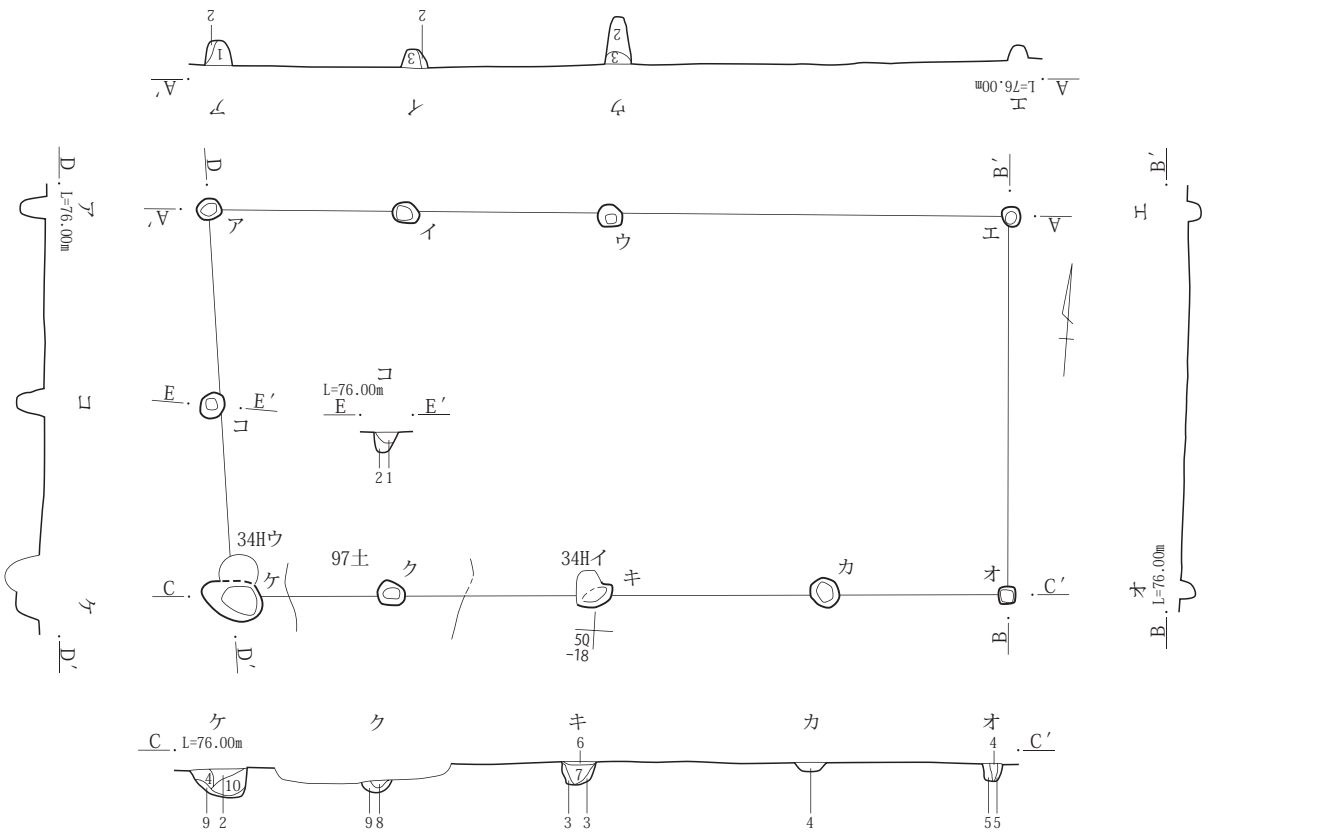 2 2
1 3 2 3
A′ L=76.00m A
ア イ ウ エ
D D B′ B′
ア L=76.00m エ
A′ A
ア イ ウ エ
コ
L=76.00m
E E′ E E′
コ コ
2 1
34Hウ 97土 34Hイ
ケ ク キ カ オ
C C′
ケ オ L=76.00m
5Q
-18
B B
D′ D′
ケ ク キ カ オ
C L=76.00m 6 4 C′
4 10 7
9 2 9 8 3 3 4 5 5